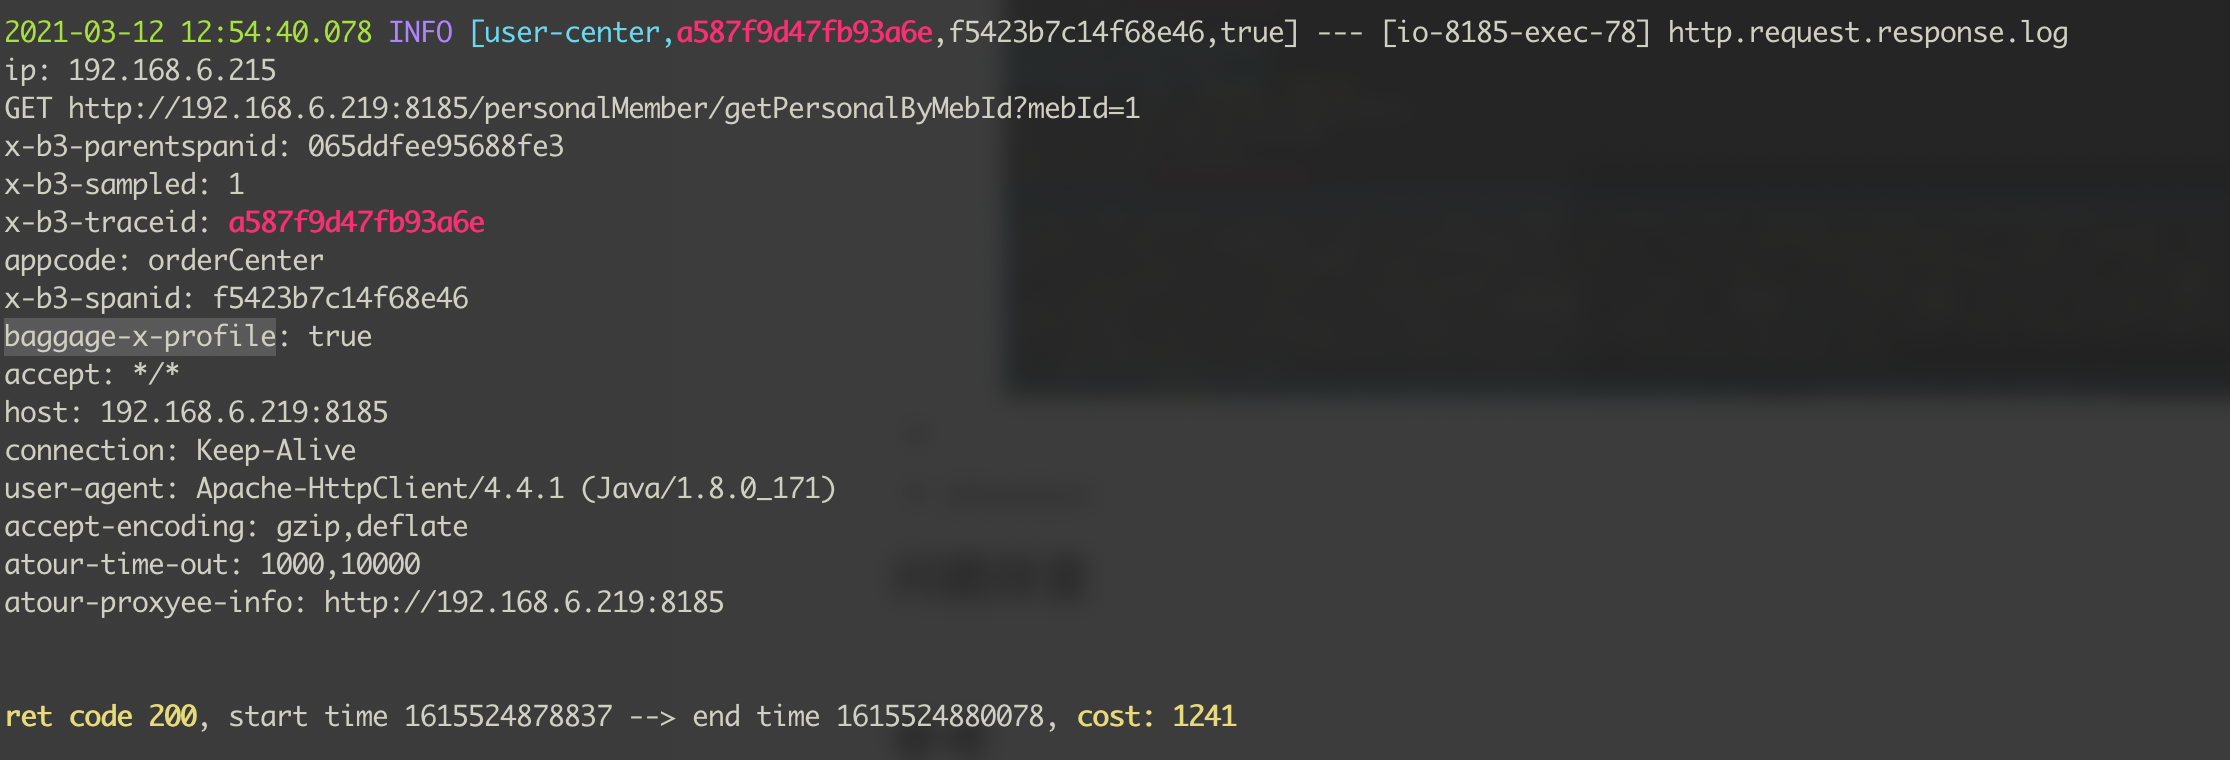 2021-03-12 12:54:40.078 INFO [user-center,a587f9d47fb93a6e,f5423b7c14f68e46,true] --- [io-8185-exec-78] http.request.response.log
ip: 192.168.6.215
GET http://192.168.6.219:8185/personalMember/getPersonalByMebId?mebId=1
x-b3-parentspanid: 065ddfee95688fe3
x-b3-sampled: 1
x-b3-traceid: a587f9d47fb93a6e
appcode: orderCenter
x-b3-spanid: f5423b7c14f68e46
baggage-x-profile: true
accept: */*
host: 192.168.6.219:8185
connection: Keep-Alive
user-agent: Apache-HttpClient/4.4.1 (Java/1.8.0_171)
accept-encoding: gzip,deflate
atour-time-out: 1000,10000
atour-proxyee-info: http://192.168.6.219:8185
ret code 200, start time 1615524878837 --> end time 1615524880078, cost: 1241